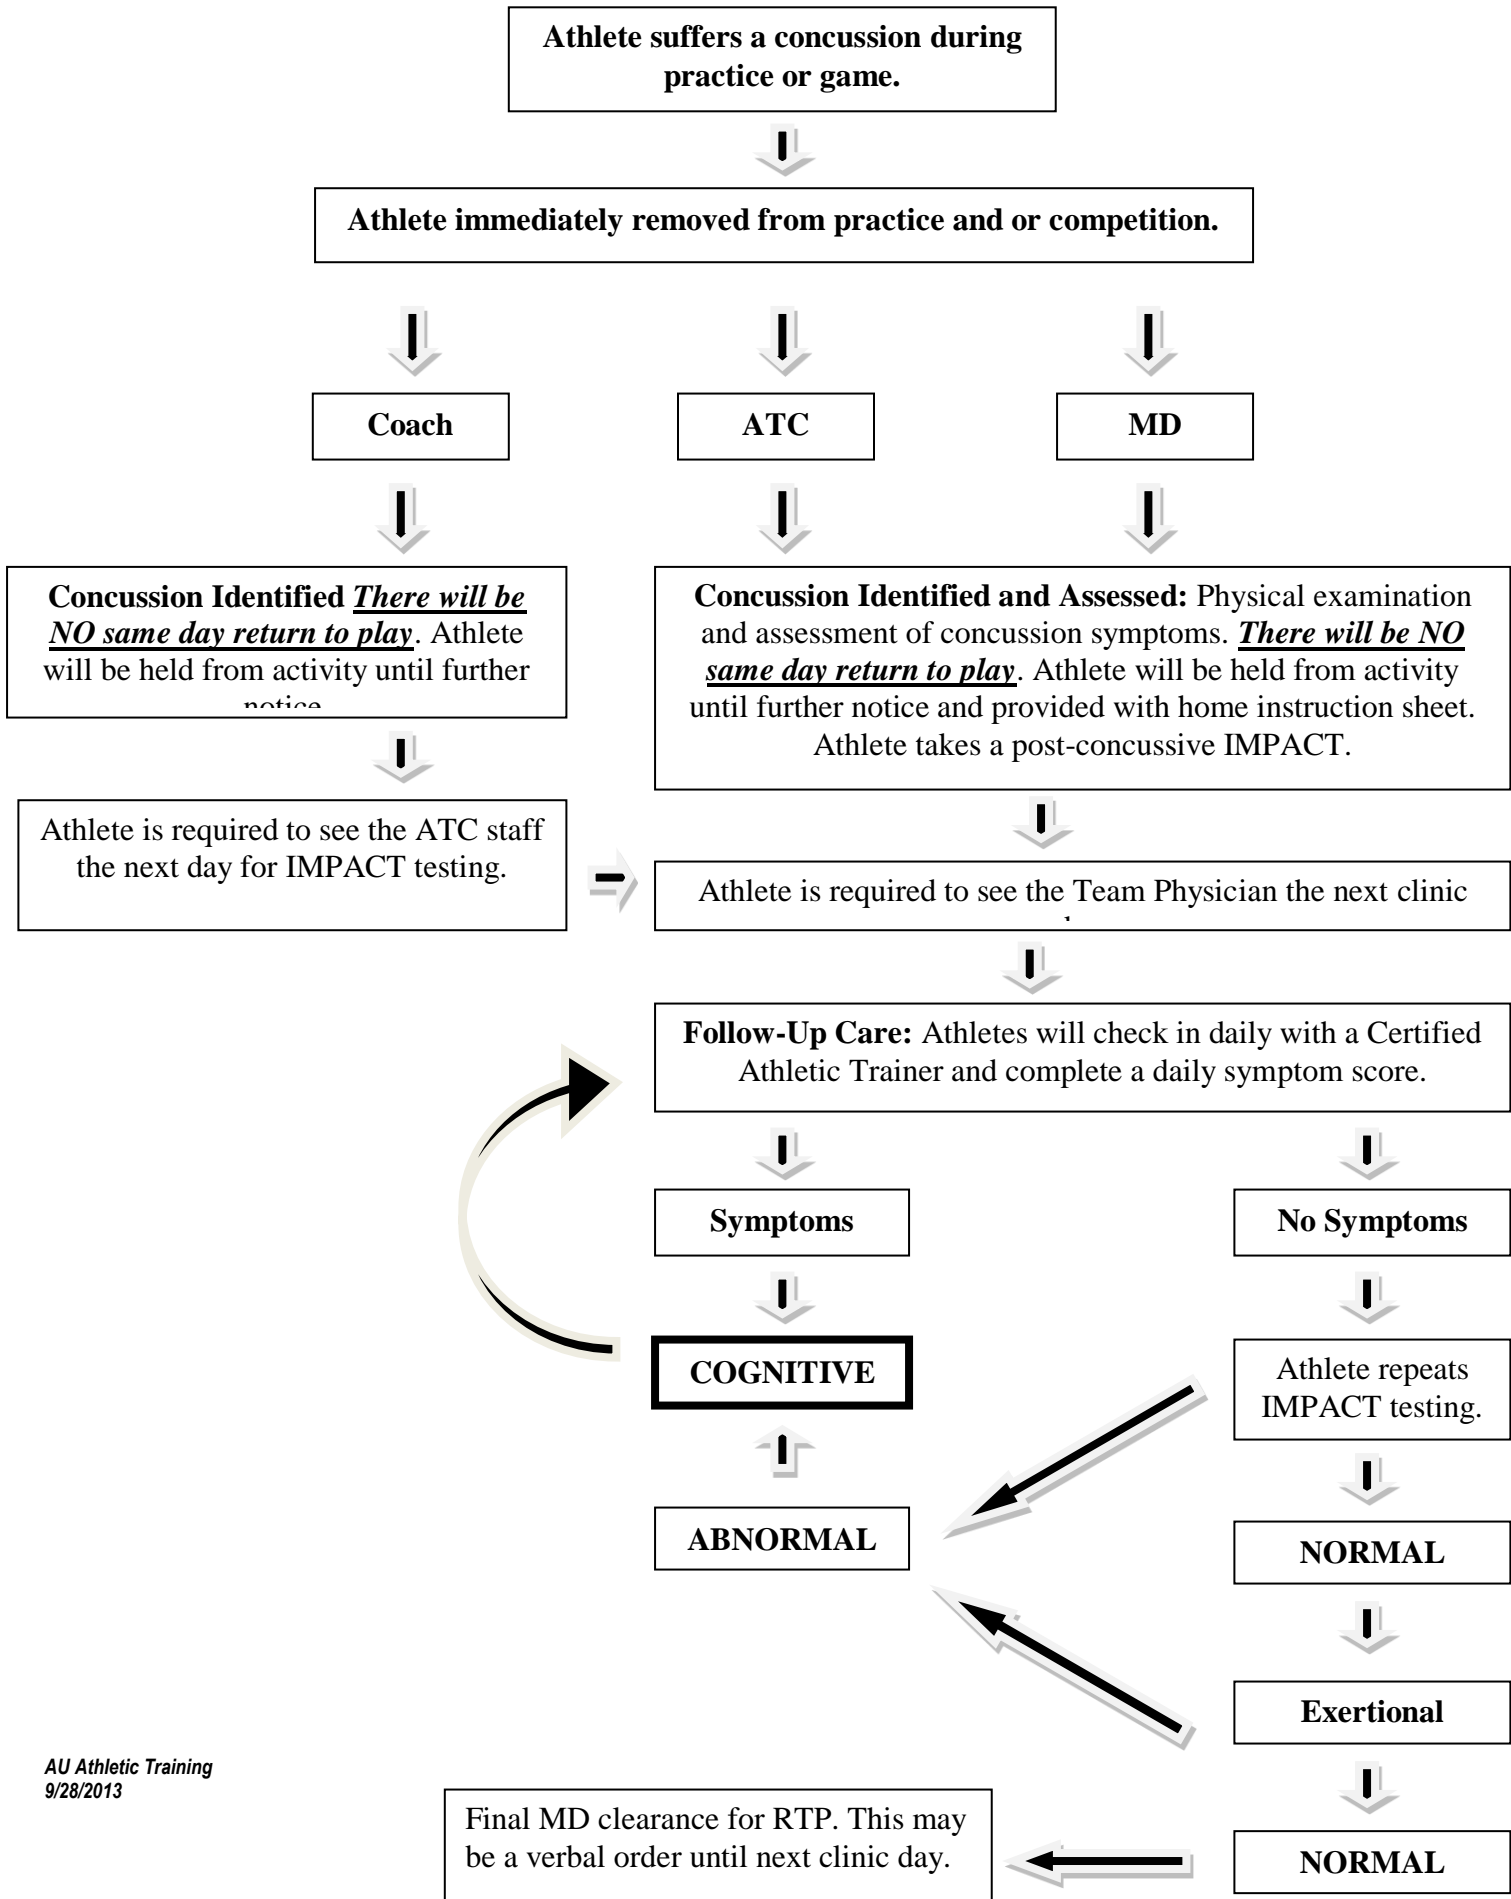 Athlete suffers a concussion during
practice or game.
Athlete immediately removed from practice and or competition.
Coach
ATC
MD
Concussion Identified There will be
NO same day return to play. Athlete
will be held from activity until further
notice
Concussion Identified and Assessed: Physical examination
and assessment of concussion symptoms. There will be NO
same day return to play. Athlete will be held from activity
until further notice and provided with home instruction sheet.
Athlete takes a post-concussive IMPACT.
Athlete is required to see the ATC staff
the next day for IMPACT testing.
Athlete is required to see the Team Physician the next clinic
Follow-Up Care: Athletes will check in daily with a Certified
Athletic Trainer and complete a daily symptom score.
Symptoms
No Symptoms
COGNITIVE
Athlete repeats
IMPACT testing.
ABNORMAL
NORMAL
Exertional
AU Athletic Training
9/28/2013
Final MD clearance for RTP. This may
be a verbal order until next clinic day.
NORMAL